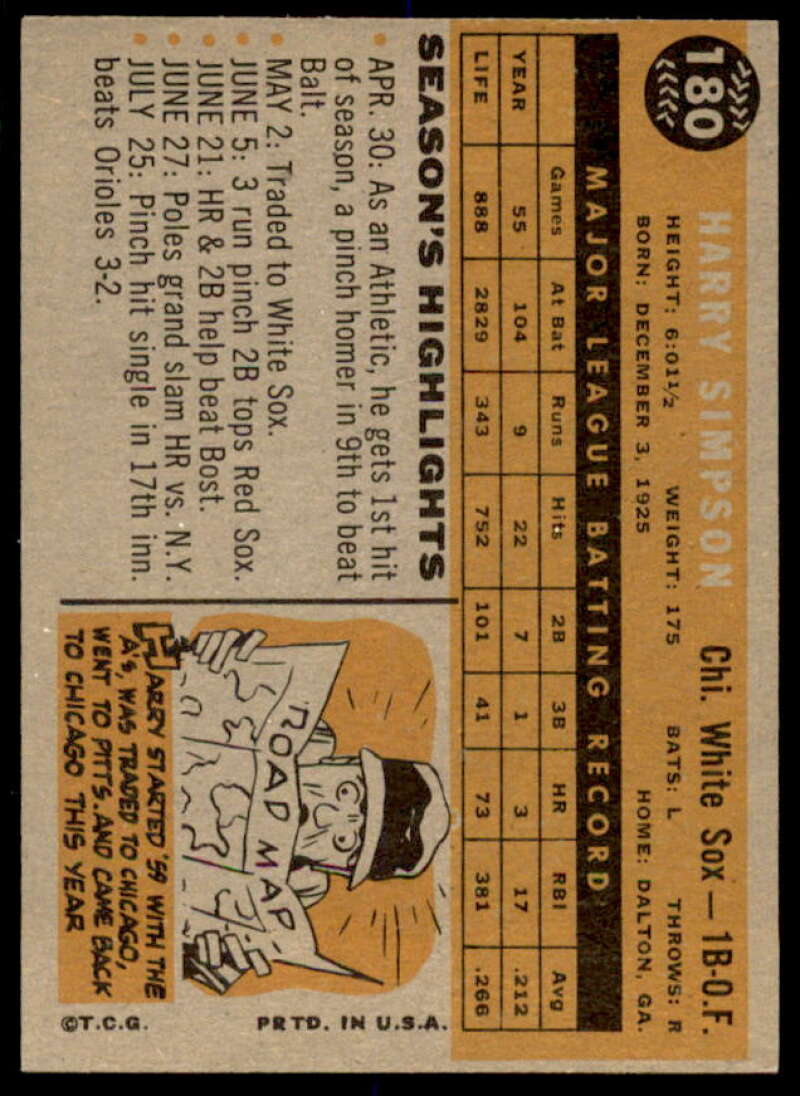 180
HARRY SIMPSON Chi. White Sox — 1B-O.F.
HEIGHT: 6:01½ WEIGHT: 175 BATS: L THROWS: R
BORN: DECEMBER 3, 1925 HOME: DALTON, GA.
MAJOR LEAGUE BATTING RECORD
Games At Bat Runs Hits 2B 3B HR RBI Avg
YEAR 55 104 9 22 7 1 3 17 .212
LIFE 888 2829 343 752 101 41 73 381 .266
SEASON'S HIGHLIGHTS
• APR. 30: As an Athletic, he gets 1st hit
of season, a pinch homer in 9th to beat
Balt.
• MAY 2: Traded to White Sox.
• JUNE 5: 3 run pinch 2B tops Red Sox.
• JUNE 21: HR & 2B help beat Bost.
• JUNE 27: Poles grand slam HR vs. N.Y.
• JULY 25: Pinch hit single in 17th inn.
beats Orioles 3-2.
ROAD MAP
HARRY STARTED '59 WITH THE
A's, WAS TRADED TO CHICAGO,
WENT TO PITTS. AND CAME BACK
TO CHICAGO THIS YEAR
©T.C.G. PRTD. IN U.S.A.